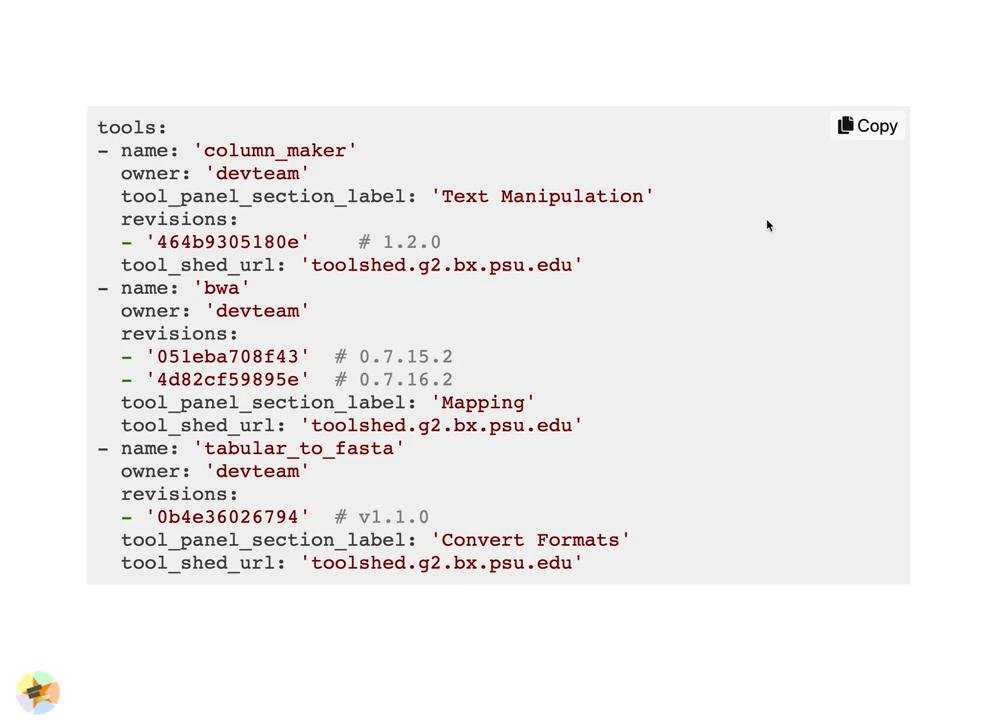 Copy
tools:
- name: 'column_maker'
  owner: 'devteam'
  tool_panel_section_label: 'Text Manipulation'
  revisions:
  - '464b9305180e'    # 1.2.0
  tool_shed_url: 'toolshed.g2.bx.psu.edu'
- name: 'bwa'
  owner: 'devteam'
  revisions:
  - '051eba708f43'  # 0.7.15.2
  - '4d82cf59895e'  # 0.7.16.2
  tool_panel_section_label: 'Mapping'
  tool_shed_url: 'toolshed.g2.bx.psu.edu'
- name: 'tabular_to_fasta'
  owner: 'devteam'
  revisions:
  - '0b4e36026794'  # v1.1.0
  tool_panel_section_label: 'Convert Formats'
  tool_shed_url: 'toolshed.g2.bx.psu.edu'